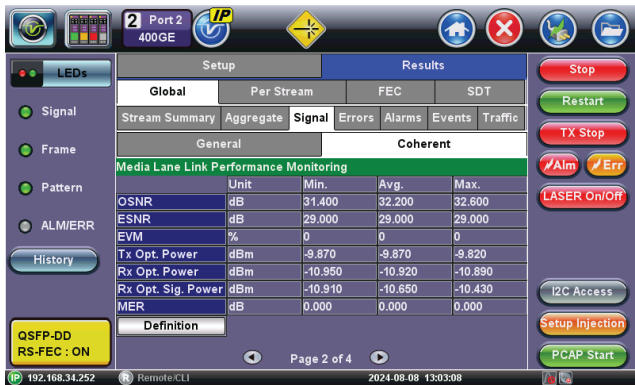 2 Port 2
400GE
IP
Setup Results
LEDs
Global Per Stream FEC SDT
Stream Summary Aggregate Signal Errors Alarms Events Traffic
General Coherent
Media Lane Link Performance Monitoring
Unit Min. Avg. Max.
OSNR dB 31.400 32.200 32.600
ESNR dB 29.000 29.000 29.000
EVM % 0 0 0
Tx Opt. Power dBm -9.870 -9.870 -9.820
Rx Opt. Power dBm -10.950 -10.920 -10.890
Rx Opt. Sig. Power dBm -10.910 -10.650 -10.430
MER dB 0.000 0.000 0.000
Definition
Page 2 of 4
Signal
Frame
Pattern
ALM/ERR
History
QSFP-DD
RS-FEC : ON
Stop
Restart
TX Stop
Alm Err
LASER On/Off
I2C Access
Setup Injection
PCAP Start
IP 192.168.34.252 R Remote/CLI 2024-08-08 13:03:08